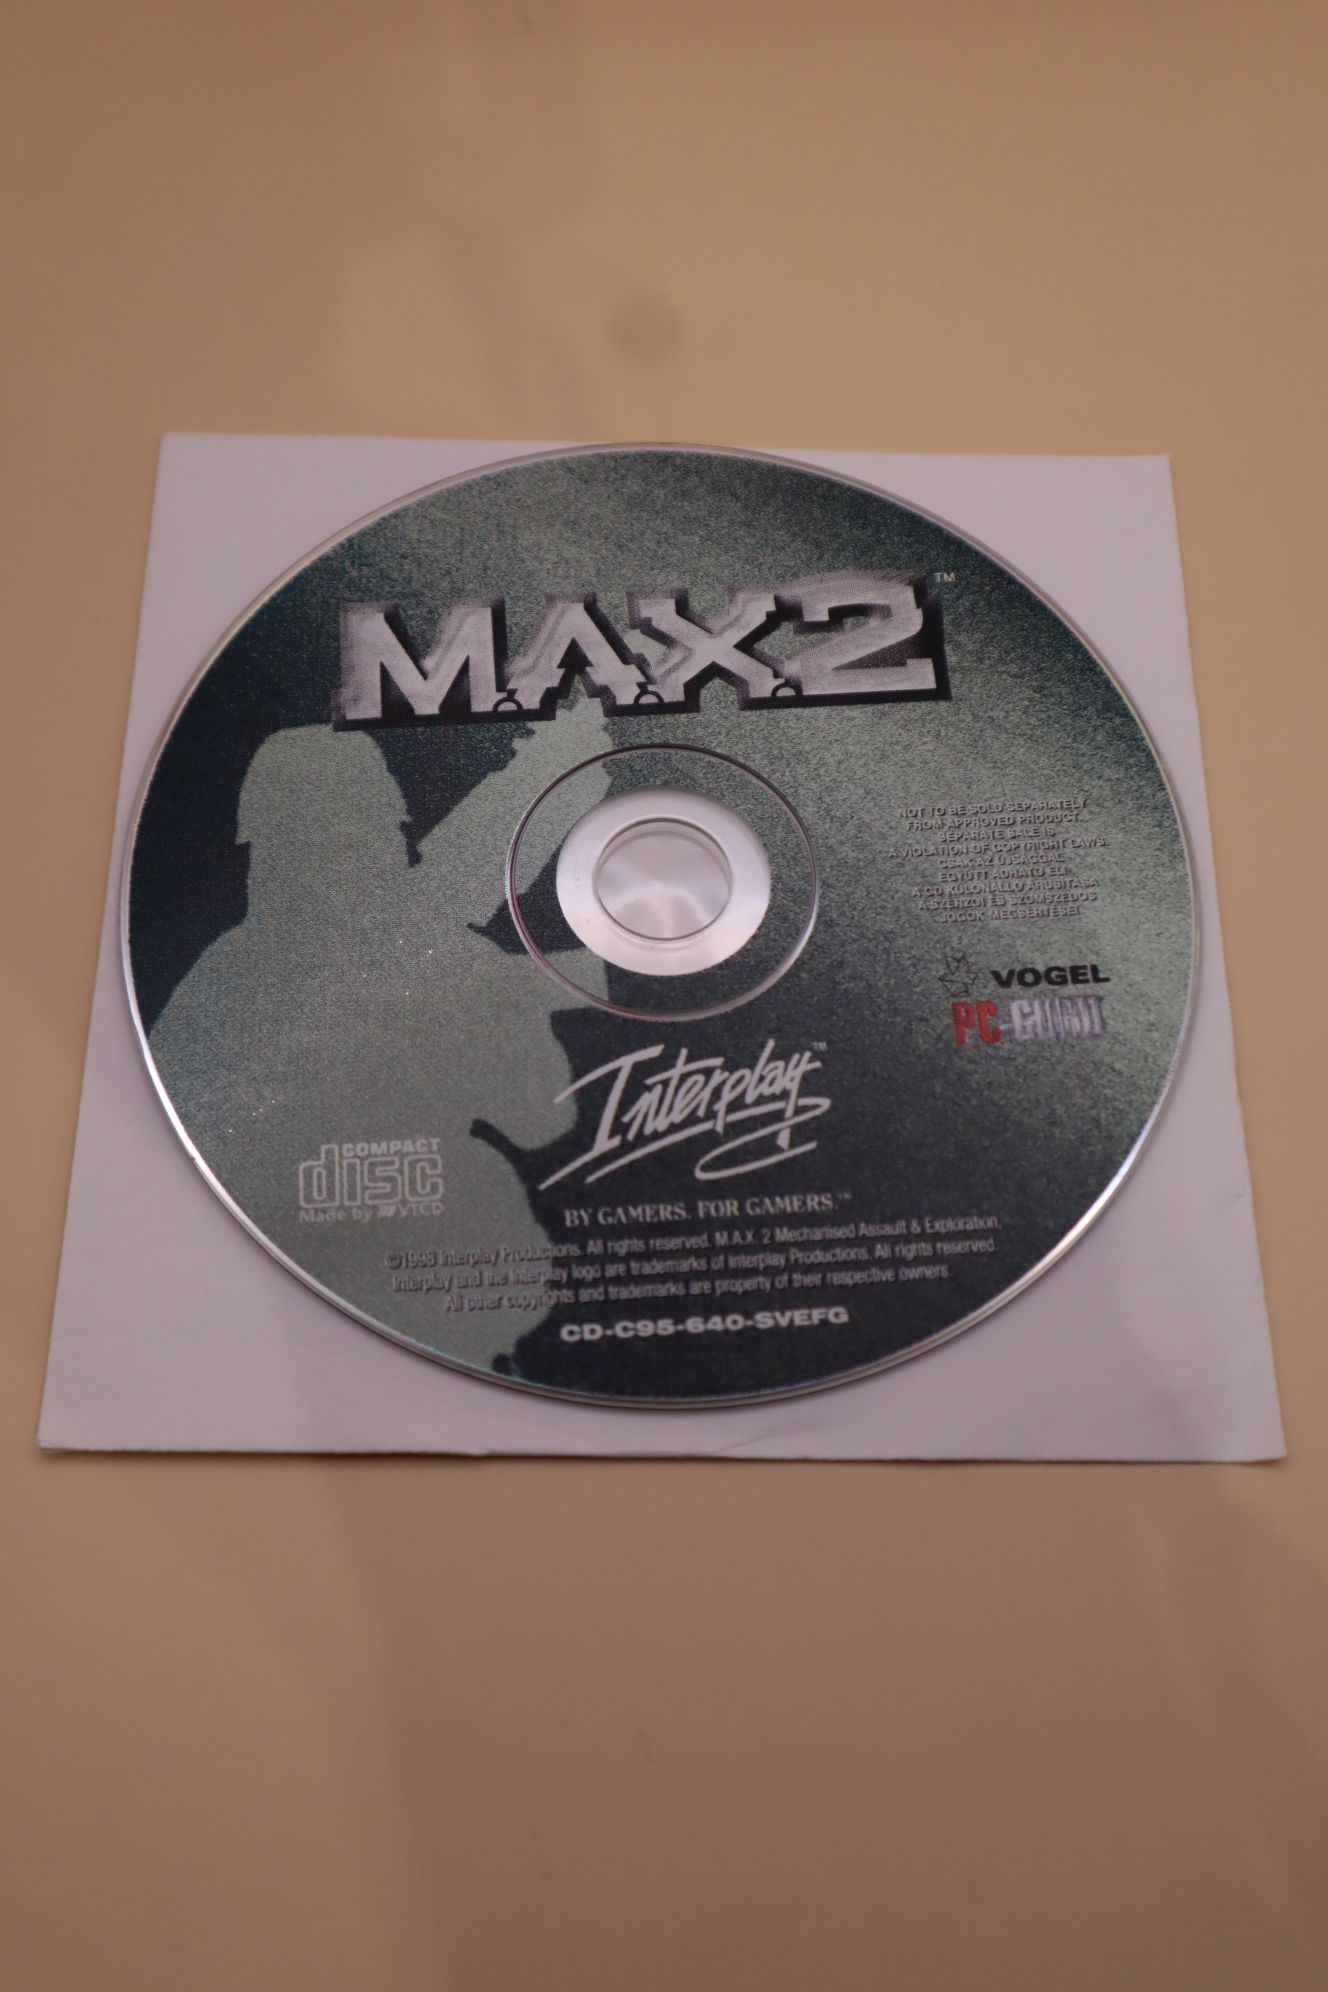 M.A.X.2 ™
NOT TO BE SOLD SEPARATELY
FROM APPROVED PRODUCT.
SEPARATE SALE IS
A VIOLATION OF COPYRIGHT LAWS.
CSAK AZ ÚJSÁGGAL
EGYÜTT ADHATÓ EL!
A CD KÜLÖNÁLLÓ ÁRUSÍTÁSA
A SZERZŐI ÉS SZOMSZÉDOS
JOGOK MEGSÉRTÉSE!
VOGEL
PC-GURU
Interplay™
COMPACT
disc
Made by VTCD
BY GAMERS. FOR GAMERS.™
©1998 Interplay Productions. All rights reserved. M.A.X. 2 Mechanised Assault & Exploration,
Interplay and the Interplay logo are trademarks of Interplay Productions. All rights reserved.
All other copyrights and trademarks are property of their respective owners.
CD-C95-640-SVEFG